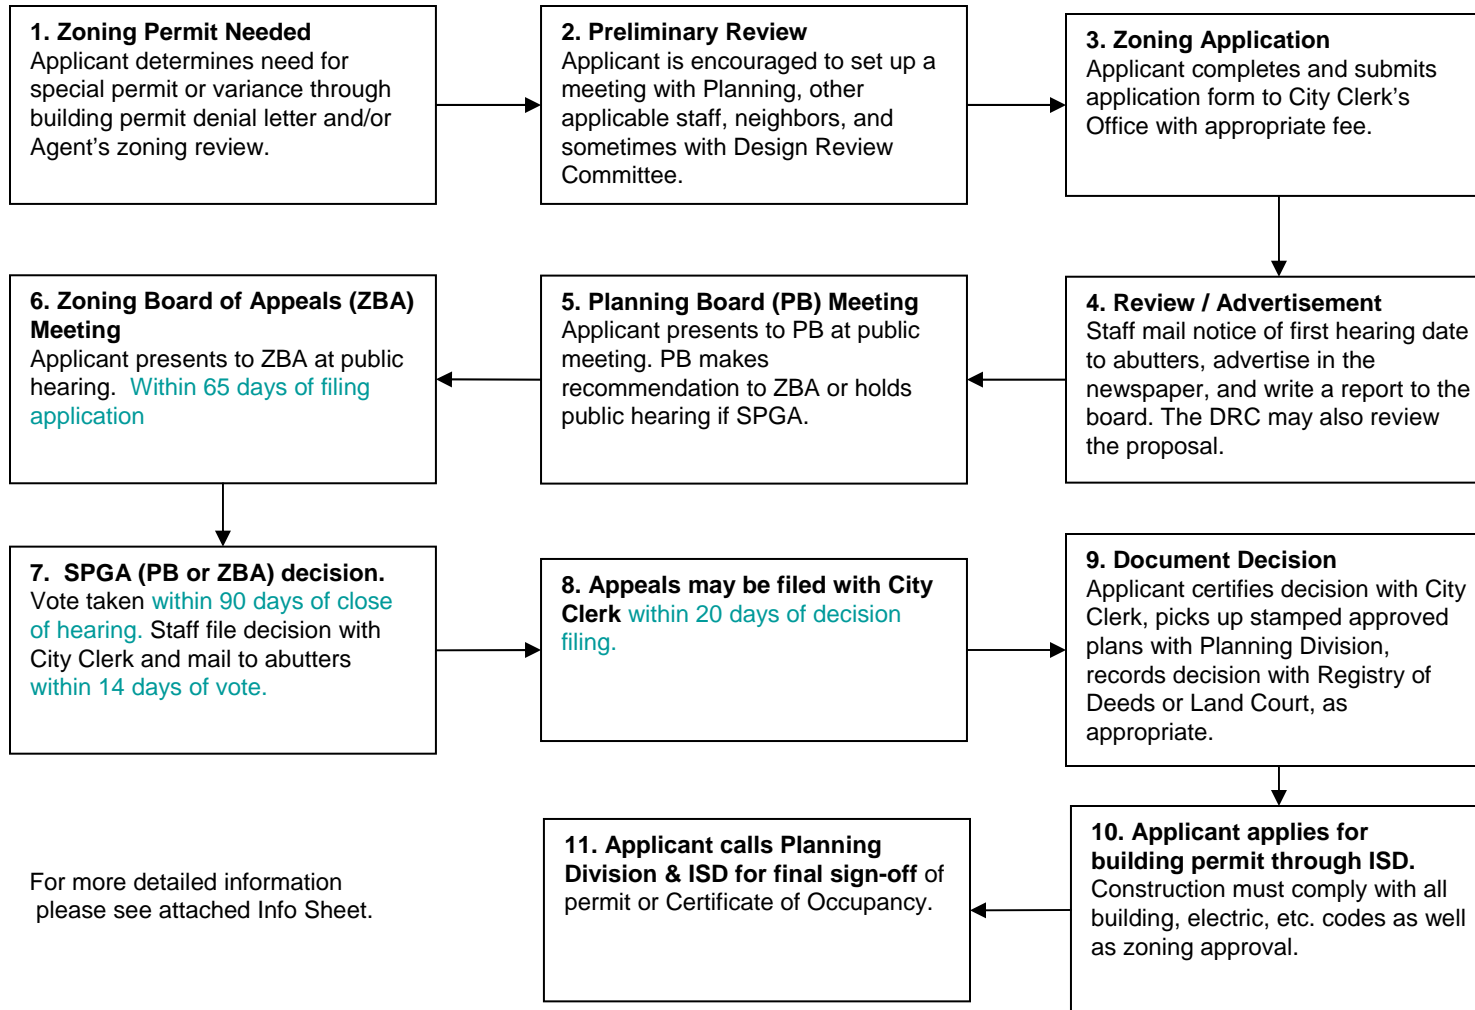 1. Zoning Permit Needed
Applicant determines need for
special permit or variance through
building permit denial letter and/or
Agent's zoning review.
2. Preliminary Review
Applicant is encouraged to set up a
meeting with Planning, other
applicable staff, neighbors, and
sometimes with Design Review
Committee.
3. Zoning Application
Applicant completes and submits
application form to City Clerk's
Office with appropriate fee.
4. Review / Advertisement
Staff mail notice of first hearing date
to abutters, advertise in the
newspaper, and write a report to the
board. The DRC may also review
the proposal.
5. Planning Board (PB) Meeting
Applicant presents to PB at public
meeting. PB makes
recommendation to ZBA or holds
public hearing if SPGA.
6. Zoning Board of Appeals (ZBA)
Meeting
Applicant presents to ZBA at public
hearing. Within 65 days of filing
application
7. SPGA (PB or ZBA) decision.
Vote taken within 90 days of close
of hearing. Staff file decision with
City Clerk and mail to abutters
within 14 days of vote.
8. Appeals may be filed with City
Clerk within 20 days of decision
filing.
9. Document Decision
Applicant certifies decision with City
Clerk, picks up stamped approved
plans with Planning Division,
records decision with Registry of
Deeds or Land Court, as
appropriate.
10. Applicant applies for
building permit through ISD.
Construction must comply with all
building, electric, etc. codes as well
as zoning approval.
11. Applicant calls Planning
Division & ISD for final sign-off of
permit or Certificate of Occupancy.
For more detailed information
please see attached Info Sheet.